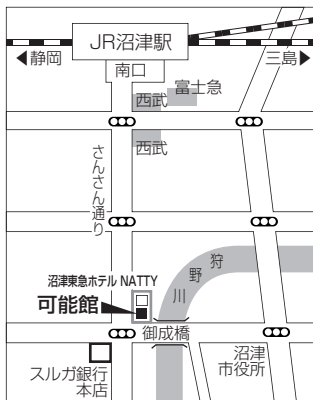 JR沼津駅
静岡
三島
南口
富士急
西武
西武
さんさん通り
狩野川
沼津東急ホテル NATTY
可能館
御成橋
スルガ銀行
本店
沼津
市役所